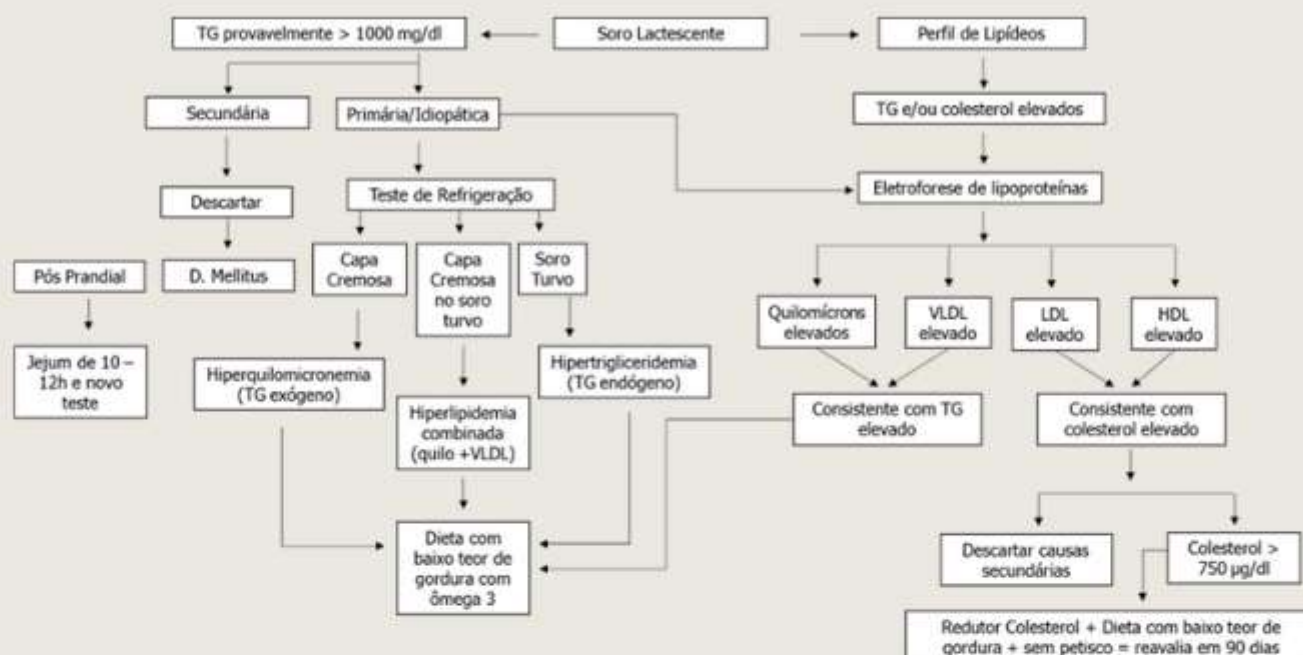 TG provavelmente > 1000 mg/dl
Soro Lactescente
Perfil de Lipídeos
Secundária
Primária/Idiopática
TG e/ou colesterol elevados
Descartar
Teste de Refrigeração
Eletroforese de lipoproteínas
Pós Prandial
D. Mellitus
Capa
Cremosa
Capa
Cremosa
no soro
turvo
Soro
Turvo
Quilomícrons
elevados
VLDL
elevado
LDL
elevado
HDL
elevado
Jejum de 10 –
12h e novo
teste
Hiperquilomicronemia
(TG exógeno)
Hiperlipidemia
combinada
(quilo +VLDL)
Hipertrigliceridemia
(TG endógeno)
Consistente com TG
elevado
Consistente com
colesterol elevado
Dieta com
baixo teor de
gordura com
ômega 3
Descartar causas
secundárias
Colesterol >
750 µg/dl
Redutor Colesterol + Dieta com baixo teor de
gordura + sem petisco = reavalia em 90 dias